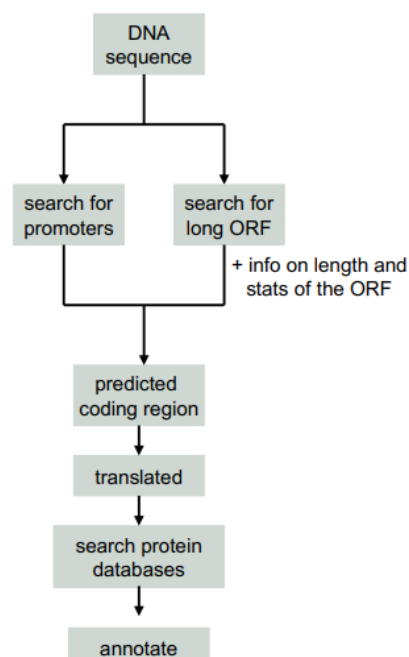 DNA
sequence
search for
promoters
search for
long ORF
+ info on length and
stats of the ORF
predicted
coding region
translated
search protein
databases
annotate